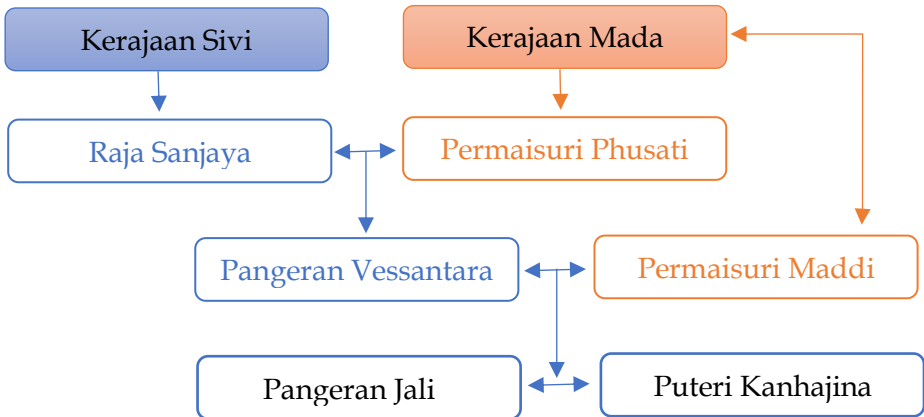 Kerajaan Sivi
Kerajaan Mada
Raja Sanjaya
Permaisuri Phusati
Pangeran Vessantara
Permaisuri Maddi
Pangeran Jali
Puteri Kanhajina